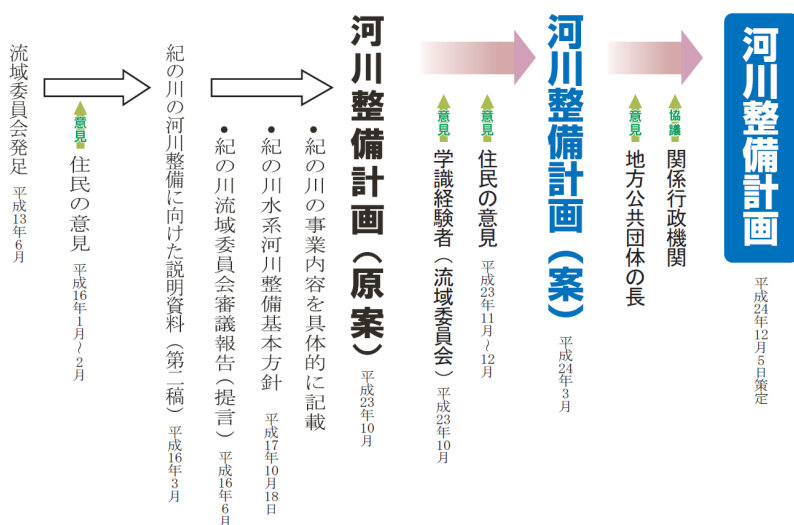 流域委員会発足 平成13年6月
意見
住民の意見 平成16年1月～2月
紀の川の河川整備に向けた説明資料（第二稿） 平成16年3月
・紀の川流域委員会審議報告（提言） 平成16年6月
・紀の川水系河川整備基本方針 平成17年10月18日
・紀の川の事業内容を具体的に記載
河川整備計画（原案） 平成23年10月
意見
学識経験者（流域委員会） 平成23年10月
意見
住民の意見 平成23年11月～12月
河川整備計画（案） 平成24年3月
意見
地方公共団体の長
協議
関係行政機関
河川整備計画
平成24年12月5日策定